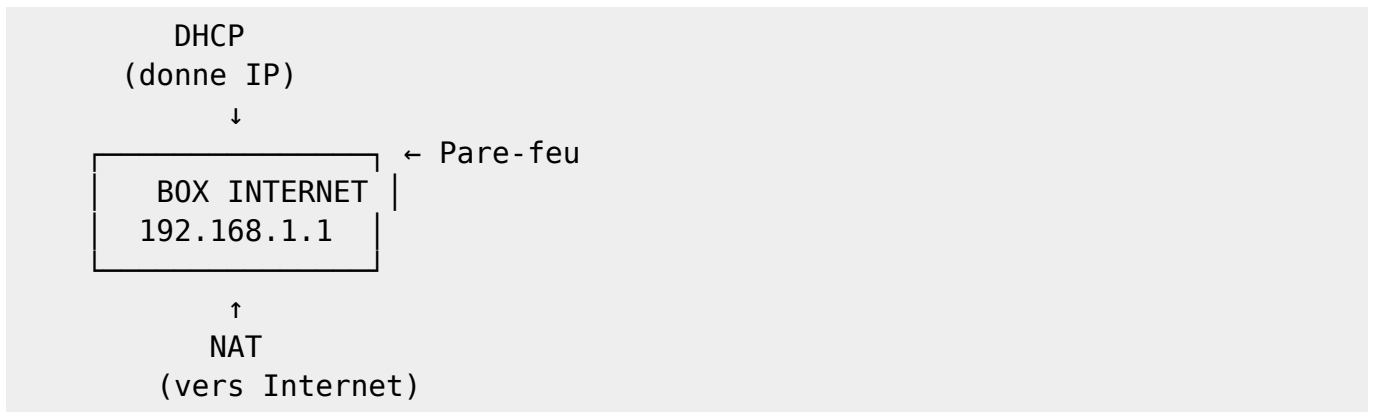 DHCP
(donne IP)
↓
← Pare-feu
BOX INTERNET
192.168.1.1
↑
NAT
(vers Internet)